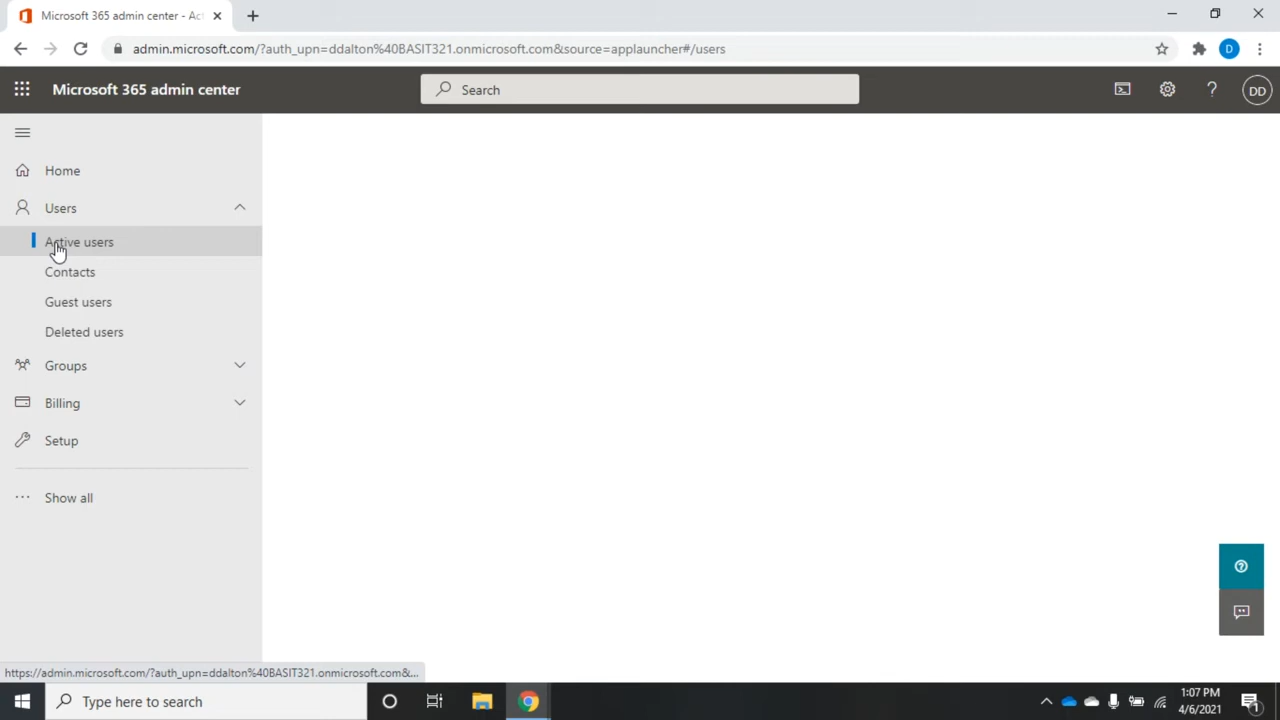 Microsoft 365 admin center - Act
admin.microsoft.com/?auth_upn=ddalton%40BASIT321.onmicrosoft.com&source=applauncher#/users
D
Microsoft 365 admin center
Search
?
DD
Home
Users
Active users
Contacts
Guest users
Deleted users
Groups
Billing
Setup
Show all
https://admin.microsoft.com/?auth_upn=ddalton%40BASIT321.onmicrosoft.com&...
Type here to search
1:07 PM
4/6/2021
1